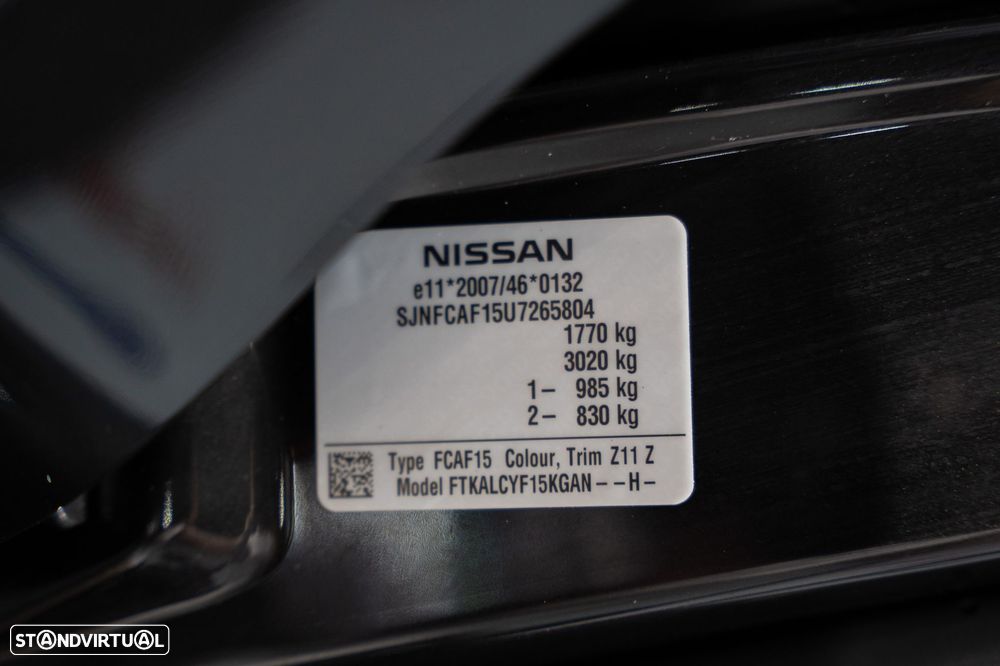 NISSAN
e11*2007/46*0132
SJNFCAF15U7265804
1770 kg
3020 kg
1– 985 kg
2– 830 kg
Type FCAF15 Colour, Trim Z11 Z
Model FTKALCYF15KGAN––H–
STANDVIRTUAL